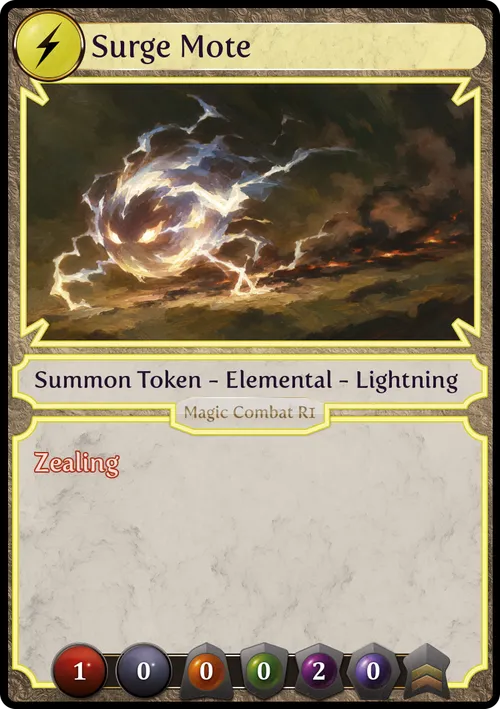 Surge Mote
Summon Token - Elemental - Lightning
Magic Combat R1
Zealing
1* 0* 0 0 2 0